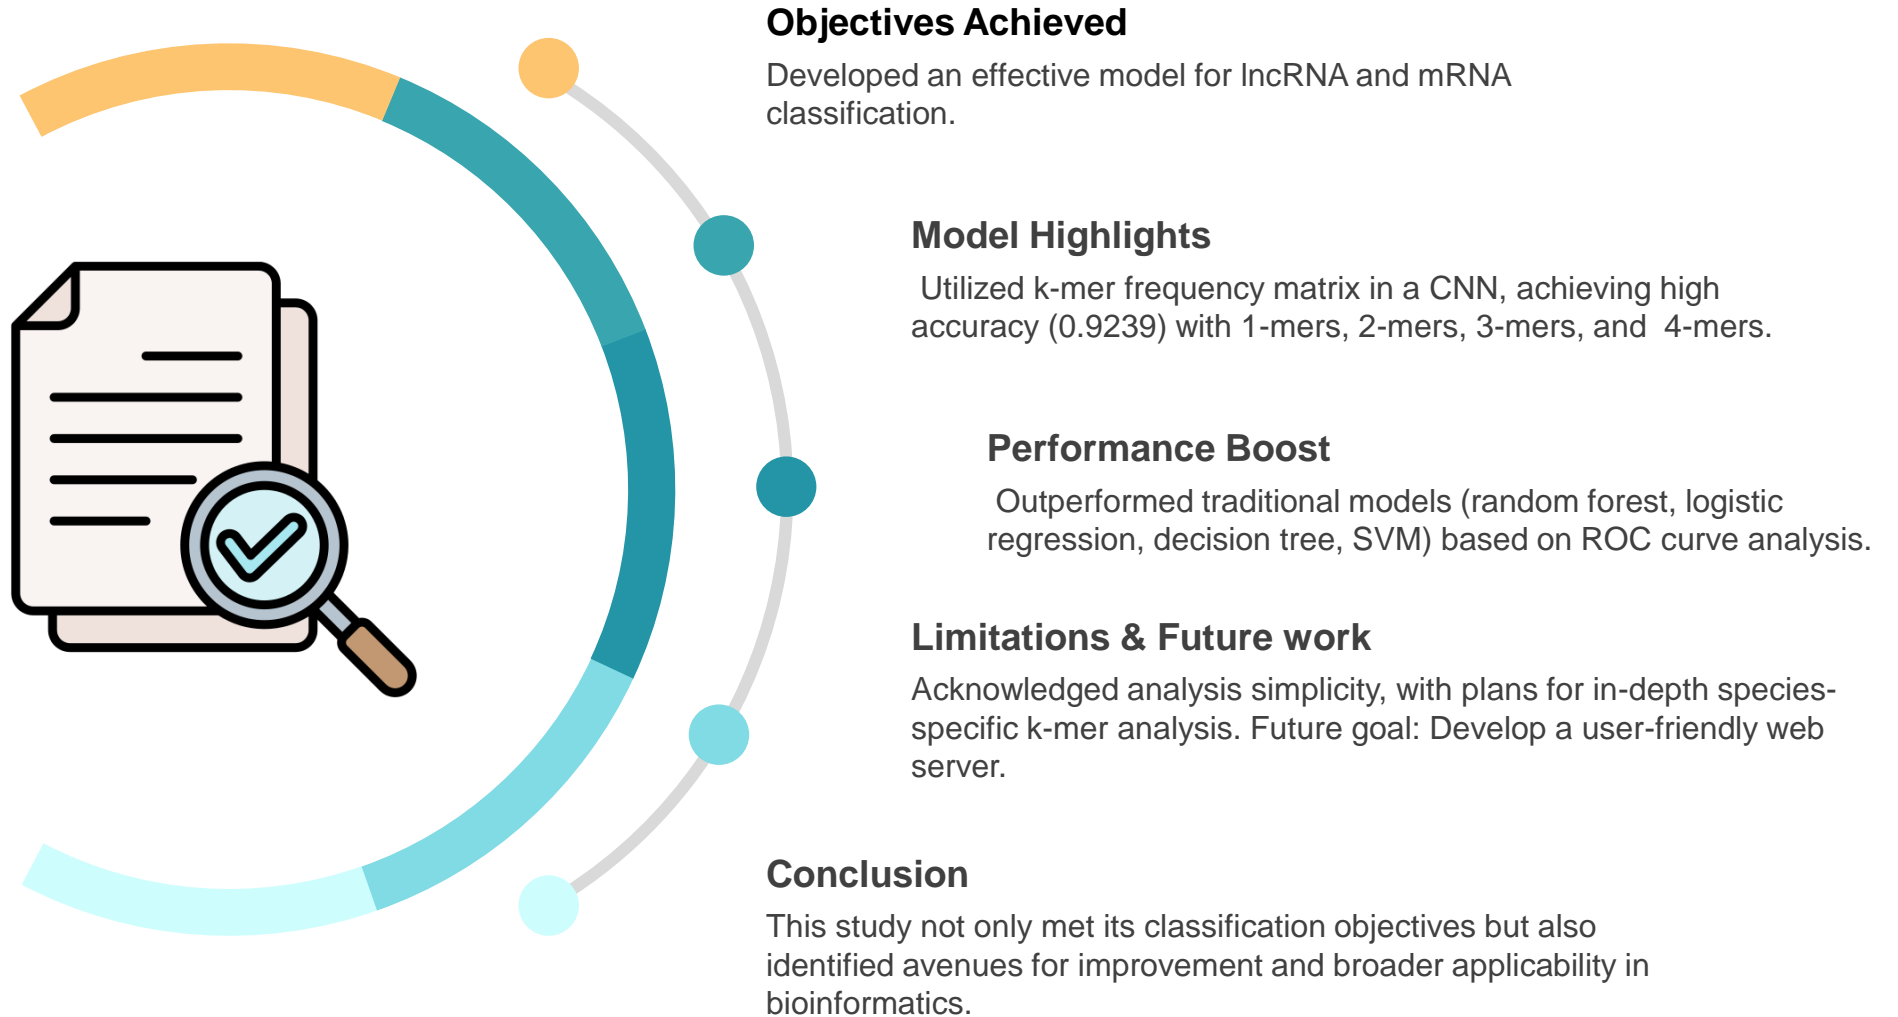 Objectives Achieved
Developed an effective model for lncRNA and mRNA
classification.
Model Highlights
Utilized k-mer frequency matrix in a CNN, achieving high
accuracy (0.9239) with 1-mers, 2-mers, 3-mers, and 4-mers.
Performance Boost
Outperformed traditional models (random forest, logistic
regression, decision tree, SVM) based on ROC curve analysis.
Limitations & Future work
Acknowledged analysis simplicity, with plans for in-depth species-
specific k-mer analysis. Future goal: Develop a user-friendly web
server.
Conclusion
This study not only met its classification objectives but also
identified avenues for improvement and broader applicability in
bioinformatics.